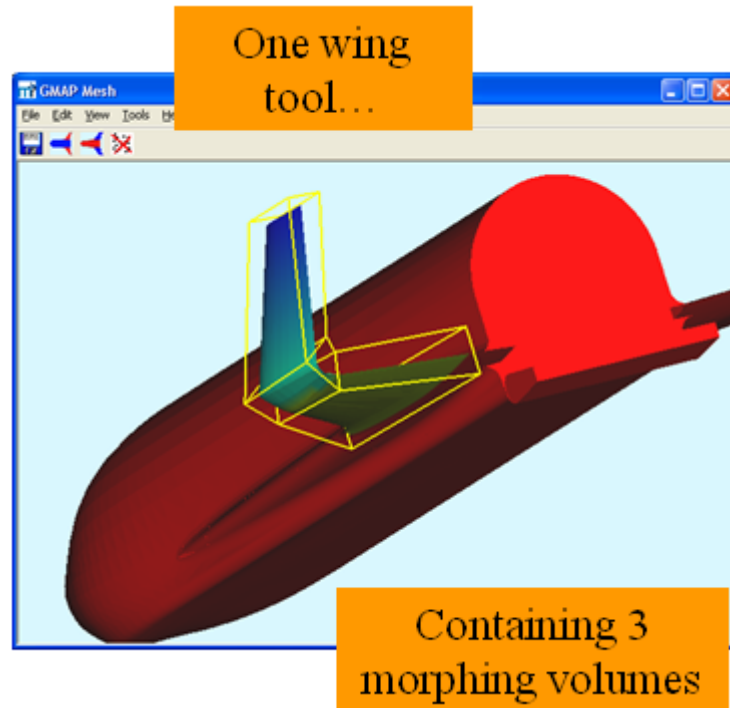 One wing
tool...
GMAP Mesh
File Edit View Tools
Containing 3
morphing volumes